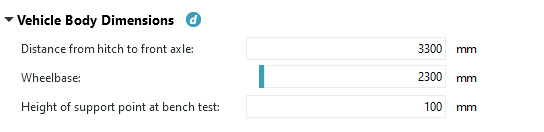 Vehicle Body Dimensions d
Distance from hitch to front axle: 3300 mm
Wheelbase: 2300 mm
Height of support point at bench test: 100 mm